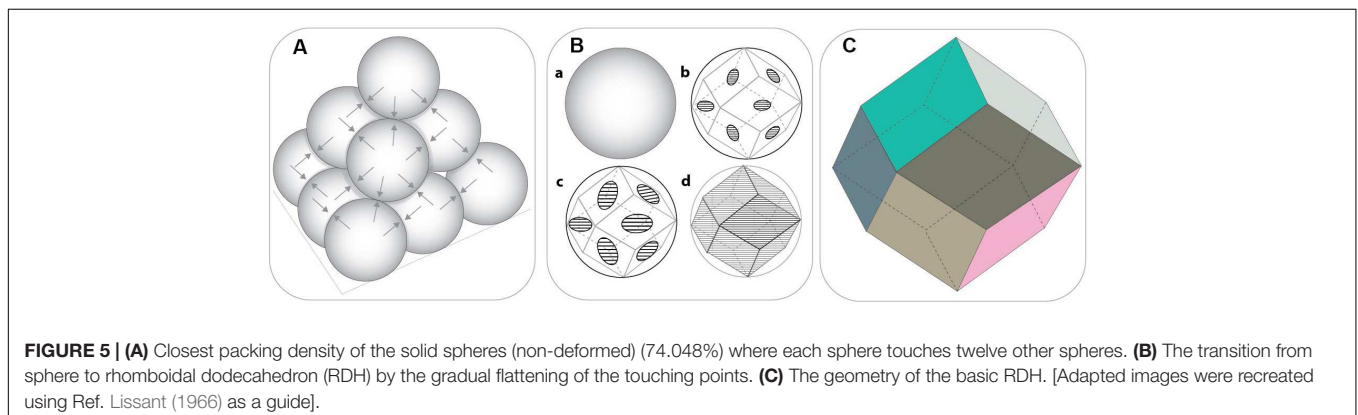 A
B
C
a
b
c
d
FIGURE 5 | (A) Closest packing density of the solid spheres (non-deformed) (74.048%) where each sphere touches twelve other spheres. (B) The transition from
sphere to rhomboidal dodecahedron (RDH) by the gradual flattening of the touching points. (C) The geometry of the basic RDH. [Adapted images were recreated
using Ref. Lissant (1966) as a guide].